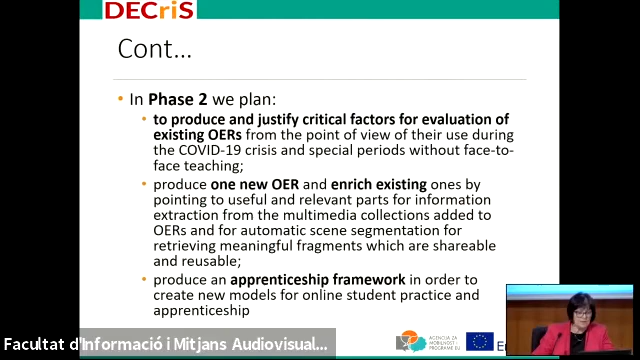 DECriS
Cont...
• In Phase 2 we plan:
• to produce and justify critical factors for evaluation of
existing OERs from the point of view of their use during
the COVID-19 crisis and special periods without face-to-
face teaching;
• produce one new OER and enrich existing ones by
pointing to useful and relevant parts for information
extraction from the multimedia collections added to
OERs and for automatic scene segmentation for
retrieving meaningful fragments which are shareable
and reusable;
• produce an apprenticeship framework in order to
create new models for online student practice and
apprenticeship
Facultat d'Informació i Mitjans Audiovisual...
AGENCIJA ZA
MOBILNOST I
PROGRAME EU